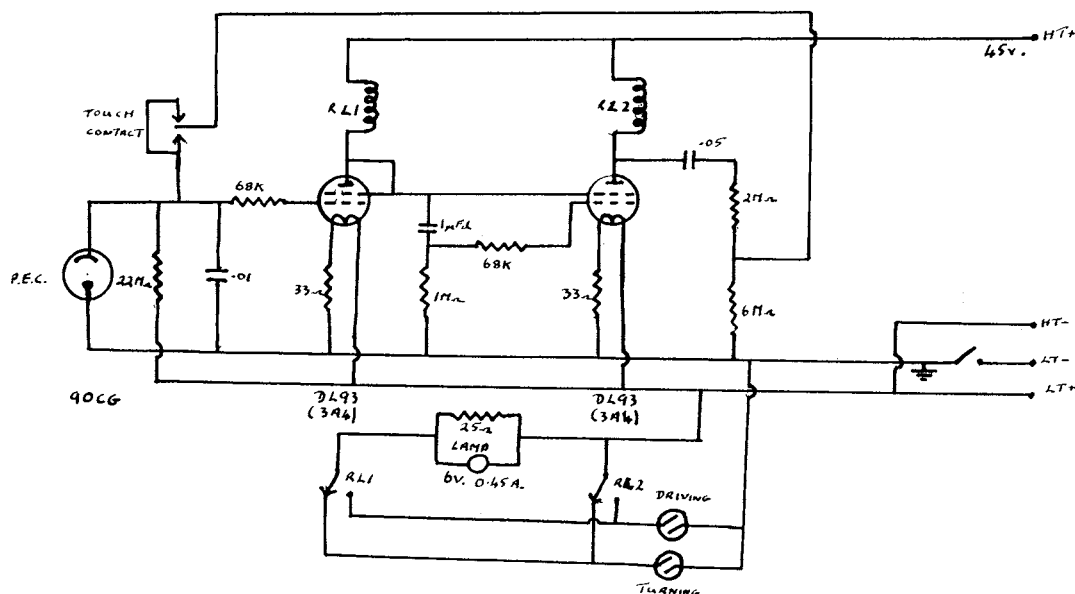 HT+
45v.
RL1
RL2
TOUCH
CONTACT
.05
68K
2MΩ
1μFd
68K
P.E.C.
22MΩ
.01
33Ω
1MΩ
33Ω
6MΩ
HT-
LT-
LT+
90CG
DL93
(3A4)
DL93
(3A4)
25Ω
LAMP
6V. 0.45A.
RL1
RL2
DRIVING
TURNING